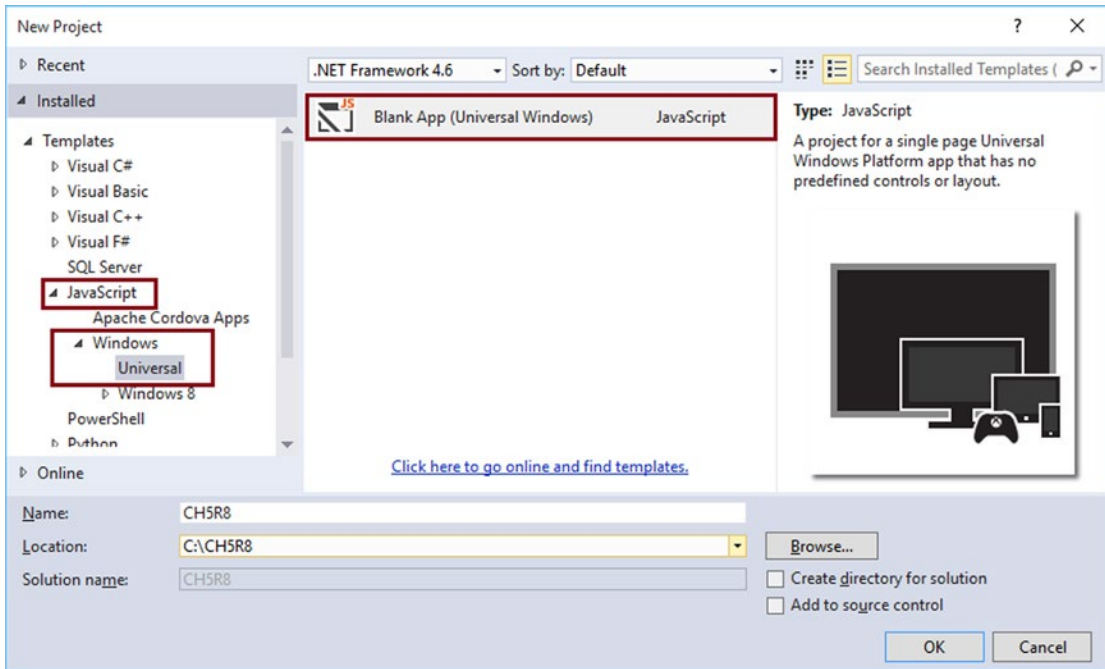 New Project
?
Recent
Installed
Templates
Visual C#
Visual Basic
Visual C++
Visual F#
SQL Server
JavaScript
Apache Cordova Apps
Windows
Universal
Windows 8
PowerShell
Python
Online
.NET Framework 4.6
Sort by: Default
Search Installed Templates (
JS
Blank App (Universal Windows) JavaScript
Click here to go online and find templates.
Type: JavaScript
A project for a single page Universal
Windows Platform app that has no
predefined controls or layout.
Name: CH5R8
Location: C:\CH5R8
Browse...
Solution name: CH5R8
Create directory for solution
Add to source control
OK Cancel